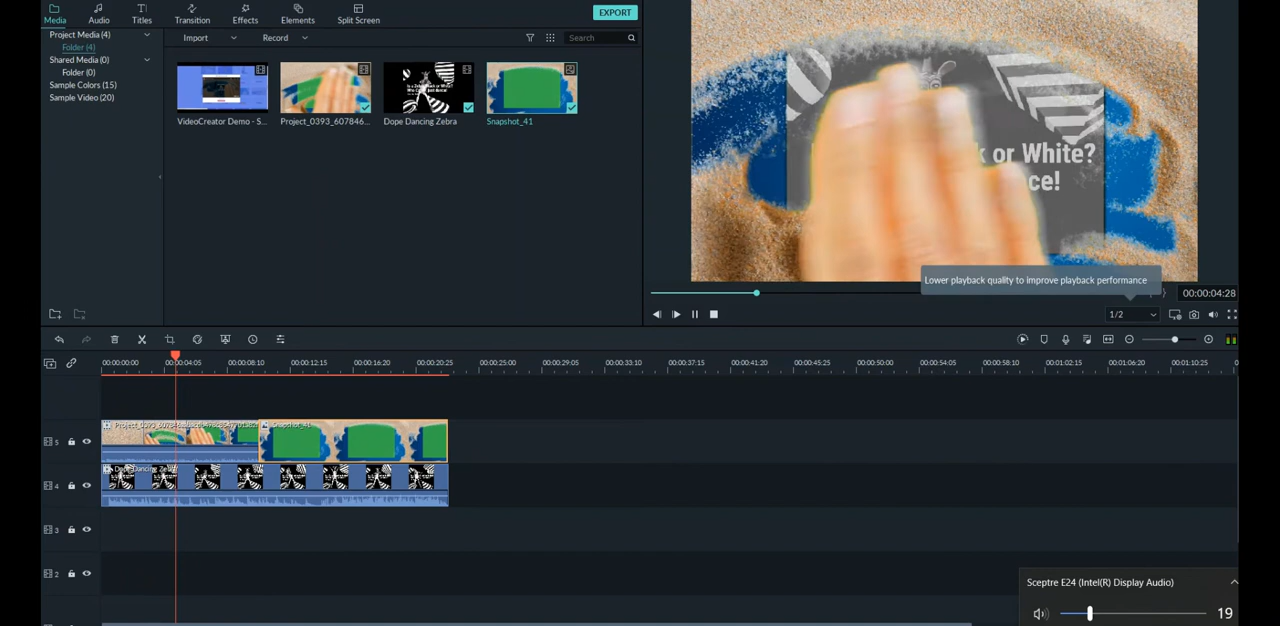 Media
Audio
Titles
Transition
Effects
Elements
Split Screen
EXPORT
Project Media (4)
Folder (4)
Shared Media (0)
Folder (0)
Sample Colors (15)
Sample Video (20)
Import
Record
Search
VideoCreator Demo - S...
Project_0393_607846...
Dope Dancing Zebra
Snapshot_41
k or White?
ce!
Lower playback quality to improve playback performance
00:00:04:28
1/2
00:00:00:00
00:00:04:05
00:00:08:10
00:00:12:15
00:00:16:20
00:00:20:25
00:00:25:00
00:00:29:05
00:00:33:10
00:00:37:15
00:00:41:20
00:00:45:25
00:00:50:00
00:00:54:05
00:00:58:10
00:01:02:15
00:01:06:20
00:01:10:25
5
Snapshot_41
4
Dope Dancing Zebra
3
2
Sceptre E24 (Intel(R) Display Audio)
19